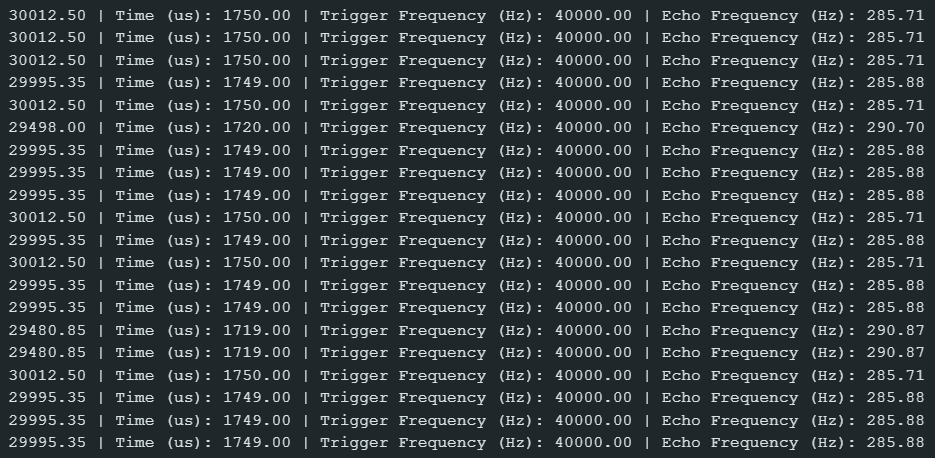 30012.50 | Time (us): 1750.00 | Trigger Frequency (Hz): 40000.00 | Echo Frequency (Hz): 285.71
30012.50 | Time (us): 1750.00 | Trigger Frequency (Hz): 40000.00 | Echo Frequency (Hz): 285.71
30012.50 | Time (us): 1750.00 | Trigger Frequency (Hz): 40000.00 | Echo Frequency (Hz): 285.71
29995.35 | Time (us): 1749.00 | Trigger Frequency (Hz): 40000.00 | Echo Frequency (Hz): 285.88
30012.50 | Time (us): 1750.00 | Trigger Frequency (Hz): 40000.00 | Echo Frequency (Hz): 285.71
29498.00 | Time (us): 1720.00 | Trigger Frequency (Hz): 40000.00 | Echo Frequency (Hz): 290.70
29995.35 | Time (us): 1749.00 | Trigger Frequency (Hz): 40000.00 | Echo Frequency (Hz): 285.88
29995.35 | Time (us): 1749.00 | Trigger Frequency (Hz): 40000.00 | Echo Frequency (Hz): 285.88
29995.35 | Time (us): 1749.00 | Trigger Frequency (Hz): 40000.00 | Echo Frequency (Hz): 285.88
30012.50 | Time (us): 1750.00 | Trigger Frequency (Hz): 40000.00 | Echo Frequency (Hz): 285.71
29995.35 | Time (us): 1749.00 | Trigger Frequency (Hz): 40000.00 | Echo Frequency (Hz): 285.88
30012.50 | Time (us): 1750.00 | Trigger Frequency (Hz): 40000.00 | Echo Frequency (Hz): 285.71
29995.35 | Time (us): 1749.00 | Trigger Frequency (Hz): 40000.00 | Echo Frequency (Hz): 285.88
29995.35 | Time (us): 1749.00 | Trigger Frequency (Hz): 40000.00 | Echo Frequency (Hz): 285.88
29480.85 | Time (us): 1719.00 | Trigger Frequency (Hz): 40000.00 | Echo Frequency (Hz): 290.87
29480.85 | Time (us): 1719.00 | Trigger Frequency (Hz): 40000.00 | Echo Frequency (Hz): 290.87
30012.50 | Time (us): 1750.00 | Trigger Frequency (Hz): 40000.00 | Echo Frequency (Hz): 285.71
29995.35 | Time (us): 1749.00 | Trigger Frequency (Hz): 40000.00 | Echo Frequency (Hz): 285.88
29995.35 | Time (us): 1749.00 | Trigger Frequency (Hz): 40000.00 | Echo Frequency (Hz): 285.88
29995.35 | Time (us): 1749.00 | Trigger Frequency (Hz): 40000.00 | Echo Frequency (Hz): 285.88